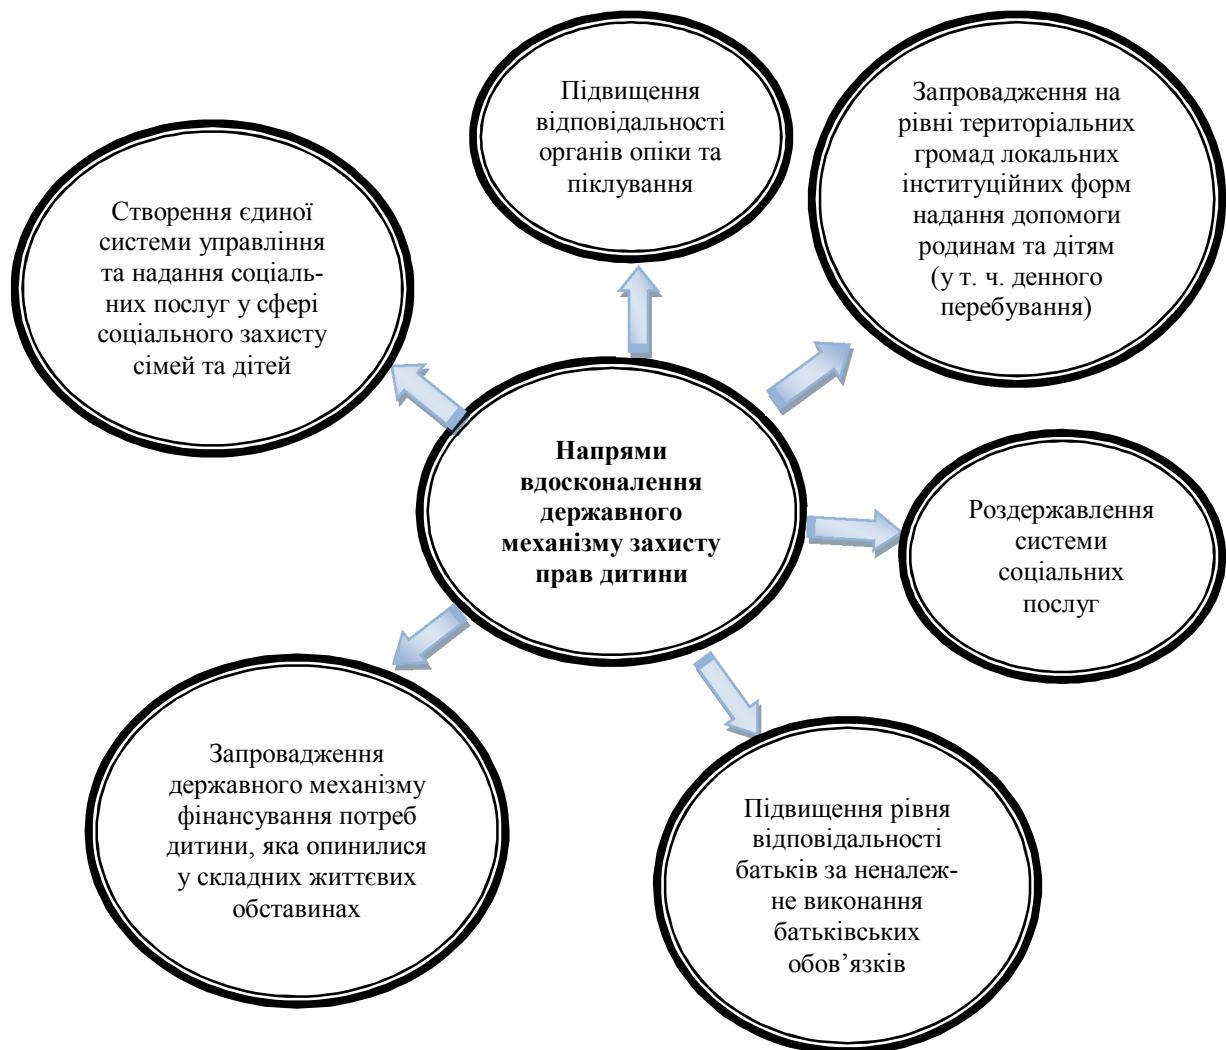 Підвищення
відповідальності
органів опіки та
піклування
Запровадження на
рівні територіальних
громад локальних
інституційних форм
надання допомоги
родинам та дітям
(у т. ч. денного
перебування)
Створення єдиної
системи управління
та надання соціаль-
них послуг у сфері
соціального захисту
сімей та дітей
Напрями
вдосконалення
державного
механізму захисту
прав дитини
Роздержавлення
системи
соціальних
послуг
Запровадження
державного механізму
фінансування потреб
дитини, яка опинилися
у складних життєвих
обставинах
Підвищення рівня
відповідальності
батьків за неналеж-
не виконання
батьківських
обов’язків